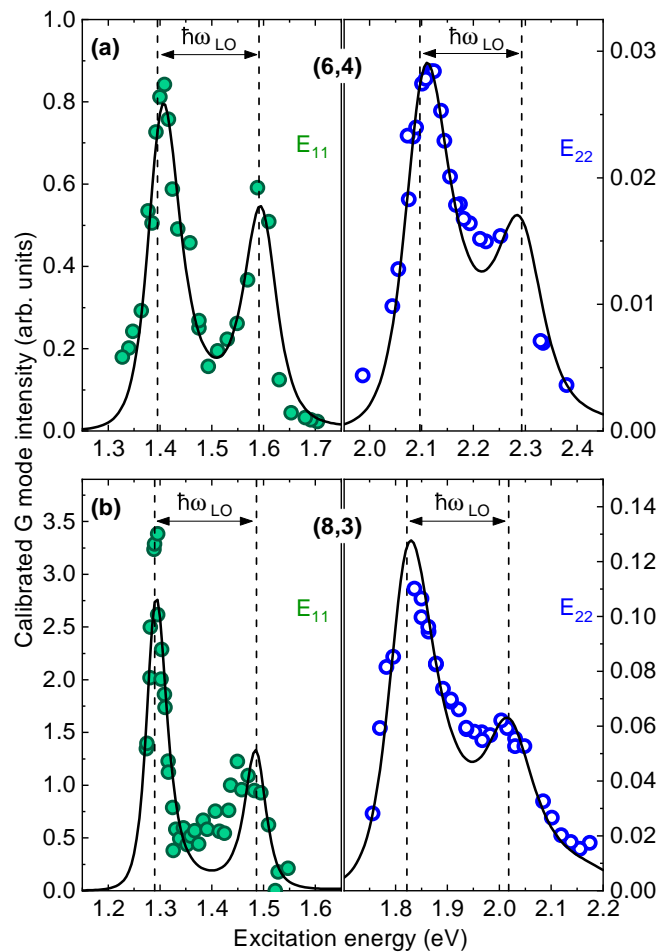 (a)
ħω LO
(6,4)
ħω LO
E11
E22
1.0
0.8
0.6
0.4
0.2
0.0
0.03
0.02
0.01
0.00
1.3 1.4 1.5 1.6 1.7
2.0 2.1 2.2 2.3 2.4
Calibrated G mode intensity (arb. units)
(b)
ħω LO
(8,3)
ħω LO
E11
E22
3.5
3.0
2.5
2.0
1.5
1.0
0.5
0.0
0.15
0.14
0.12
0.10
0.08
0.06
0.04
0.02
0.00
1.2 1.3 1.4 1.5 1.6
1.8 1.9 2.0 2.1 2.2
Excitation energy (eV)